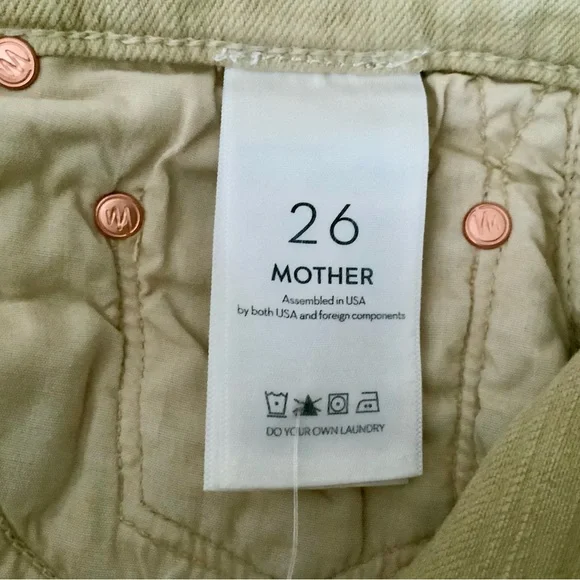 26
MOTHER
Assembled in USA
by both USA and foreign components
DO YOUR OWN LAUNDRY